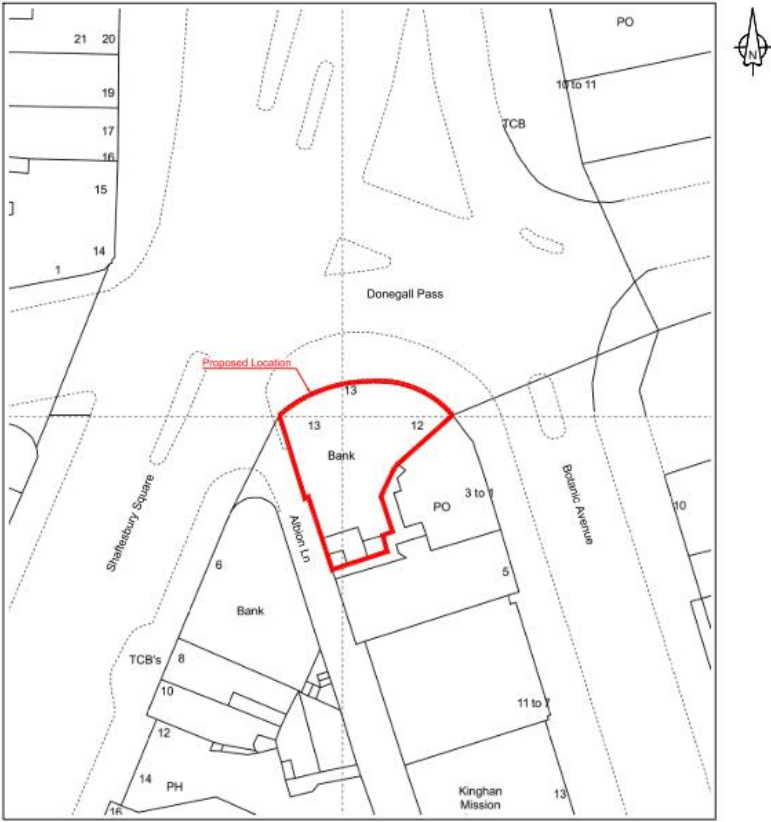 PO
N
21 20
10 to 11
19
TCB
17
16
15
14
1
Donegall Pass
Proposed Location
13
13
12
Bank
Shaftesbury Square
Botanic Avenue
3 to 1
PO
10
Albion Ln
6
5
Bank
TCB's
8
10
11 to 7
12
14
PH
Kinghan
Mission
13
16